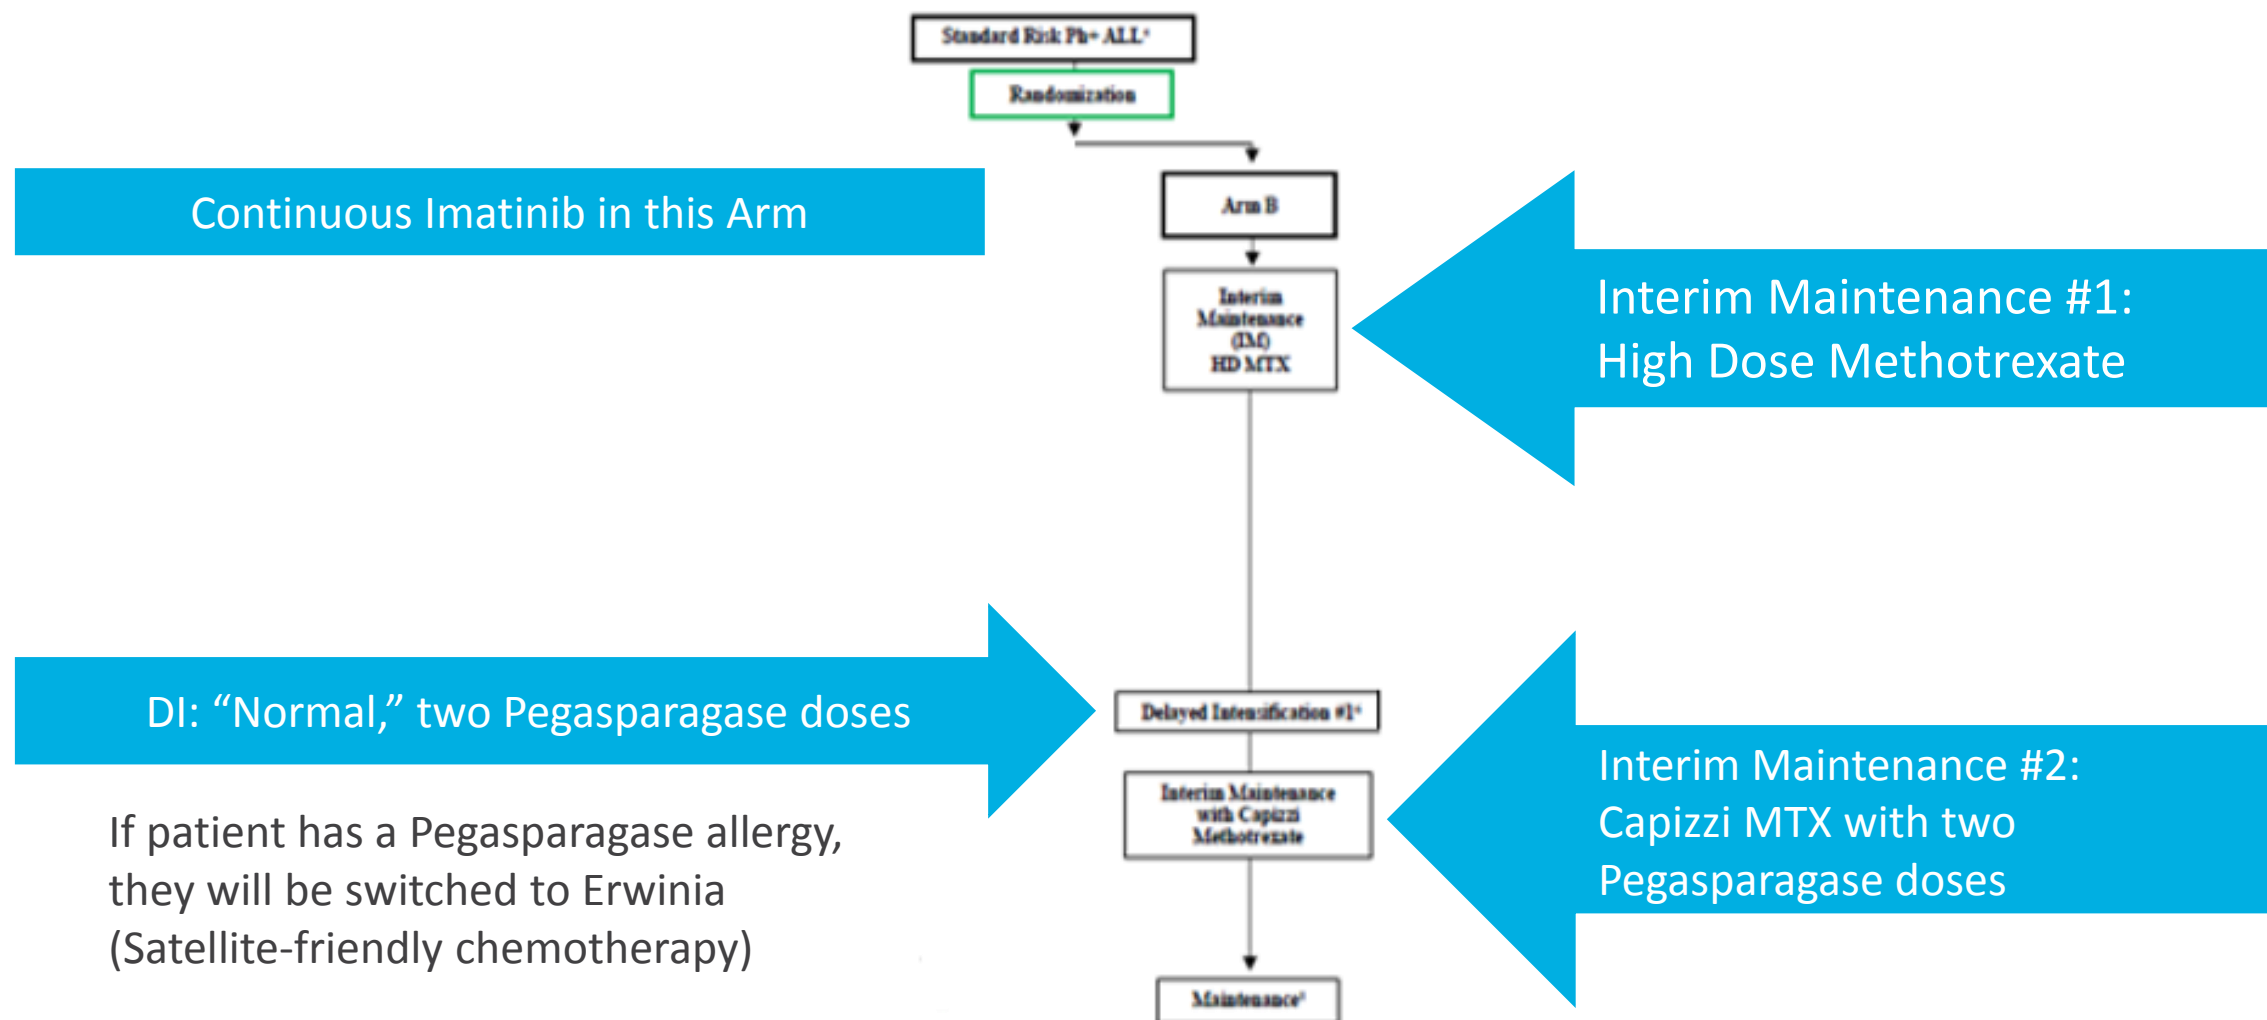 Standard Risk Ph+ ALL
Randomization
Continuous Imatinib in this Arm
Arm B
Interim
Maintenance
(IM)
HD MTX
Interim Maintenance #1:
High Dose Methotrexate
DI: “Normal,” two Pegasparagase doses
Delayed Intensification #1
If patient has a Pegasparagase allergy,
they will be switched to Erwinia
(Satellite-friendly chemotherapy)
Interim Maintenance
with Capizzi
Methotrexate
Interim Maintenance #2:
Capizzi MTX with two
Pegasparagase doses
Maintenance